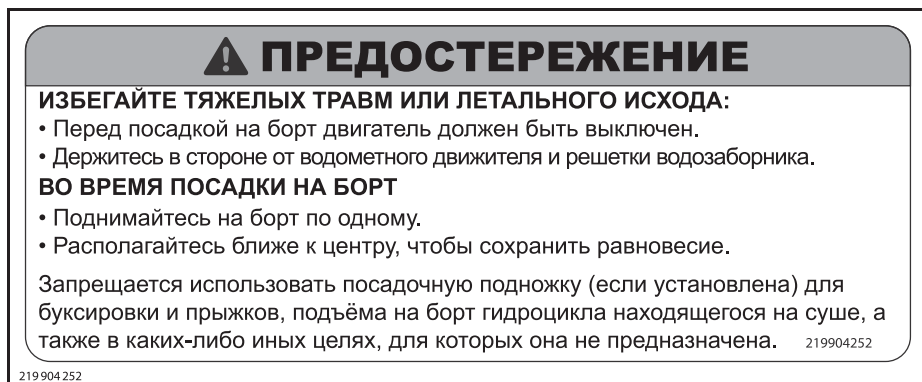 ПРЕДОСТЕРЕЖЕНИЕ
ИЗБЕГАЙТЕ ТЯЖЕЛЫХ ТРАВМ ИЛИ ЛЕТАЛЬНОГО ИСХОДА:
• Перед посадкой на борт двигатель должен быть выключен.
• Держитесь в стороне от водометного движителя и решетки водозаборника.
ВО ВРЕМЯ ПОСАДКИ НА БОРТ
• Поднимайтесь на борт по одному.
• Располагайтесь ближе к центру, чтобы сохранить равновесие.
Запрещается использовать посадочную подножку (если установлена) для
буксировки и прыжков, подъёма на борт гидроцикла находящегося на суше, а
также в каких-либо иных целях, для которых она не предназначена. 219904252
219 904 252